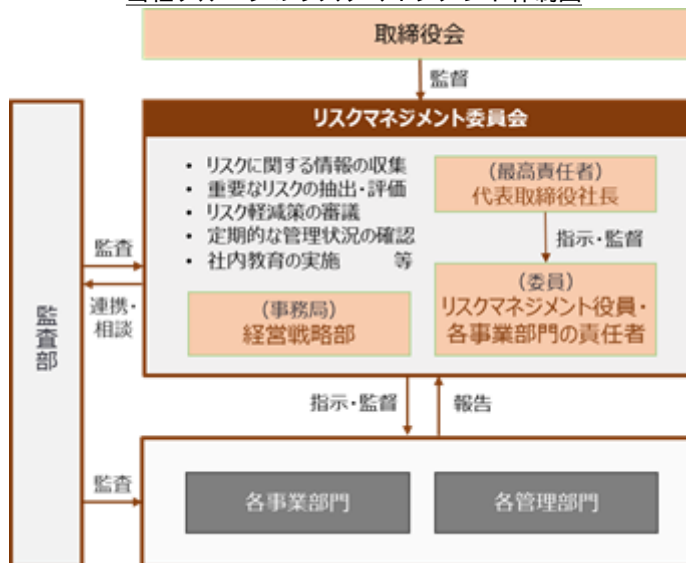 取締役会
監督
リスクマネジメント委員会
• リスクに関する情報の収集
• 重要なリスクの抽出・評価
• リスク軽減策の審議
• 定期的な管理状況の確認
• 社内教育の実施 等
(最高責任者)
代表取締役社長
指示・監督
(委員)
リスクマネジメント役員・
各事業部門の責任者
(事務局)
経営戦略部
監査
連携・
相談
監査部
指示・監督
報告
監査
各事業部門
各管理部門